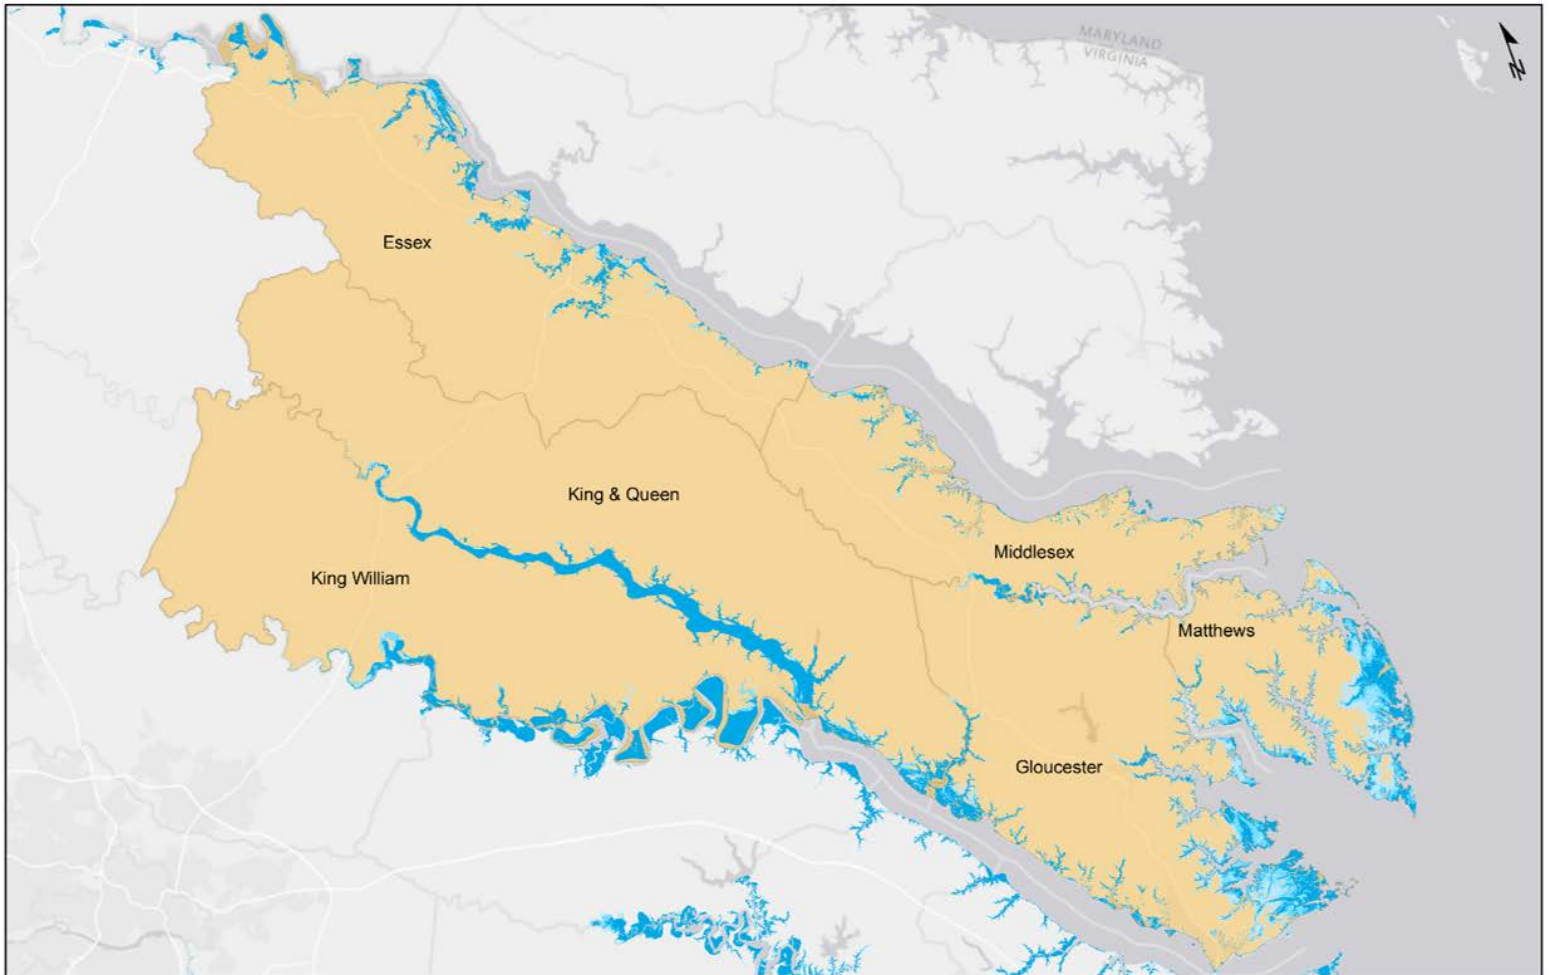 MARYLAND
VIRGINIA
N
Essex
King & Queen
Middlesex
King William
Matthews
Gloucester